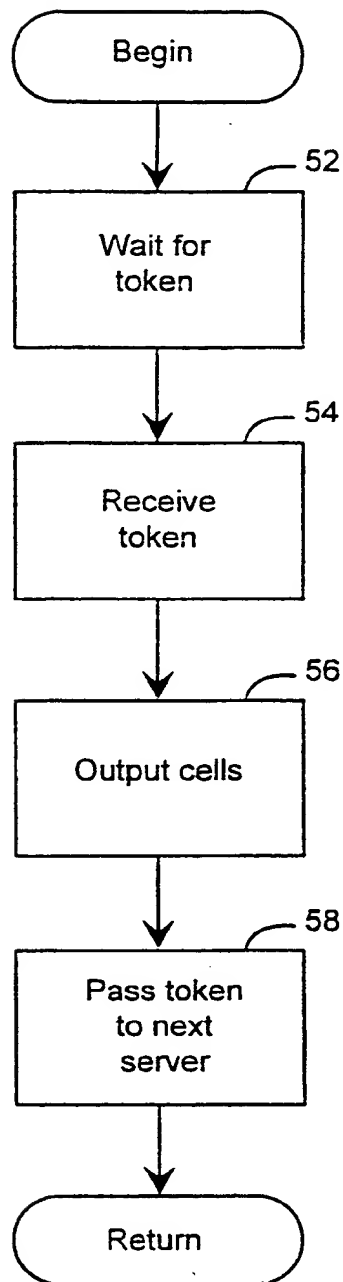 Begin
52
Wait for
token
54
Receive
token
56
Output cells
58
Pass token
to next
server
Return